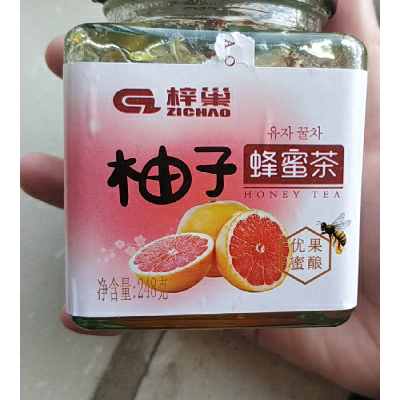 梓巢
ZICHAO
유자 꿀차
柚子
蜂蜜茶
HONEY TEA
优果
蜜酿
净含量:248克